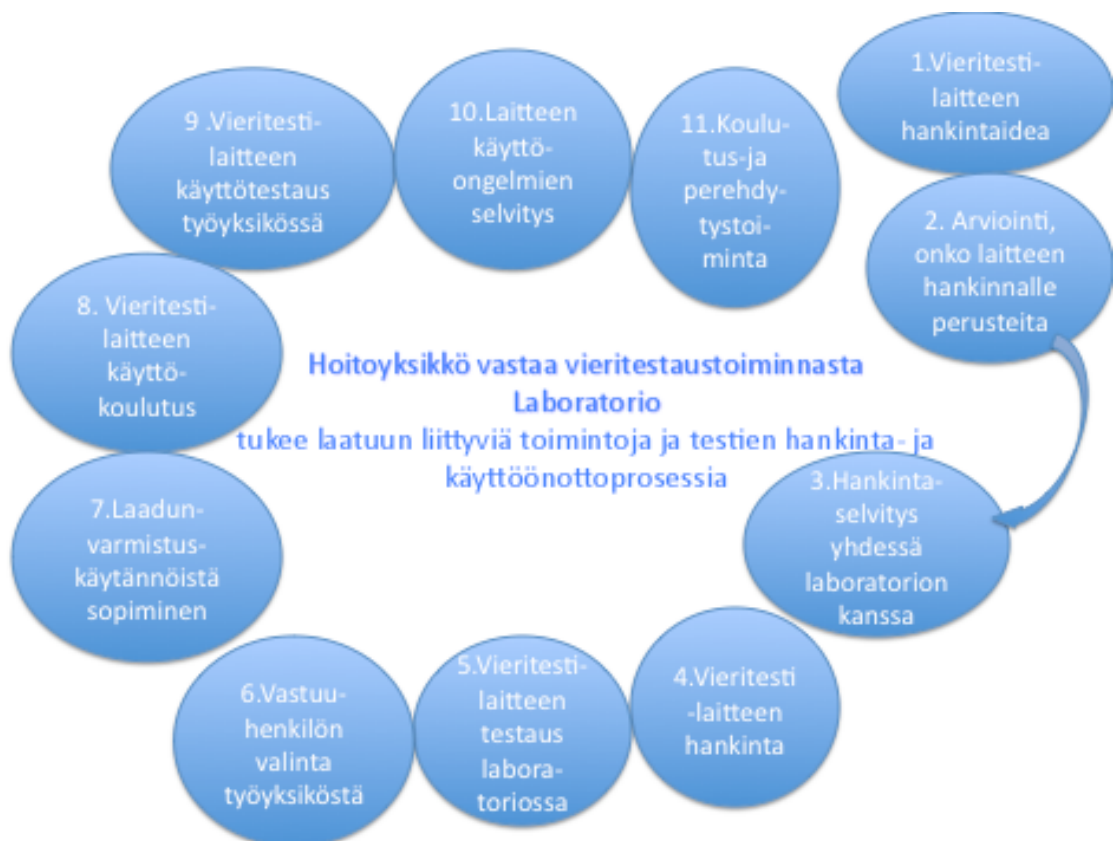 1.Vieritesti-
laitteen
hankintaidea
2. Arviointi,
onko laitteen
hankinnalle
perusteita
3.Hankinta-
selvitys
yhdessä
laboratorion
kanssa
4.Vieritesti
-laitteen
hankinta
5.Vieritesti-
laitteen
testaus
labora-
toriossa
6.Vastuu-
henkilön
valinta
työyksiköstä
7.Laadun-
varmistus-
käytännöistä
sopiminen
8. Vieritesti-
laitteen
käyttö-
koulutus
9 .Vieritesti-
laitteen
käyttötestaus
työyksikössä
10.Laitteen
käyttö-
ongelmien
selvitys
11.Koulu-
tus-ja
perehdy-
tystoi-
minta
Hoitoyksikkö vastaa vieritestaustoiminnasta
Laboratorio
tukee laatuun liittyviä toimintoja ja testien hankinta- ja
käyttöönottoprosessia